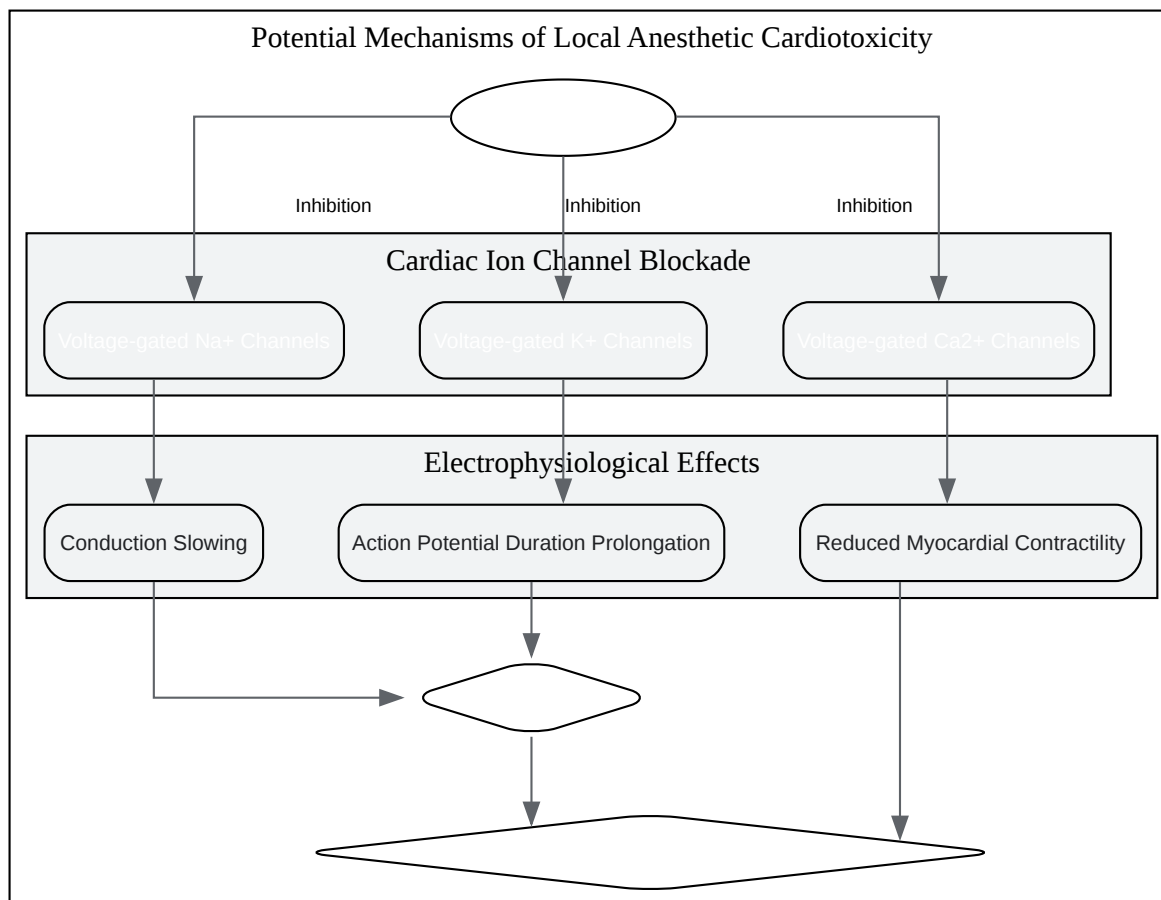 Potential Mechanisms of Local Anesthetic Cardiotoxicity
Inhibition
Inhibition
Inhibition
Cardiac Ion Channel Blockade
Voltage-gated Na+ Channels
Voltage-gated K+ Channels
Voltage-gated Ca2+ Channels
Electrophysiological Effects
Conduction Slowing
Action Potential Duration Prolongation
Reduced Myocardial Contractility